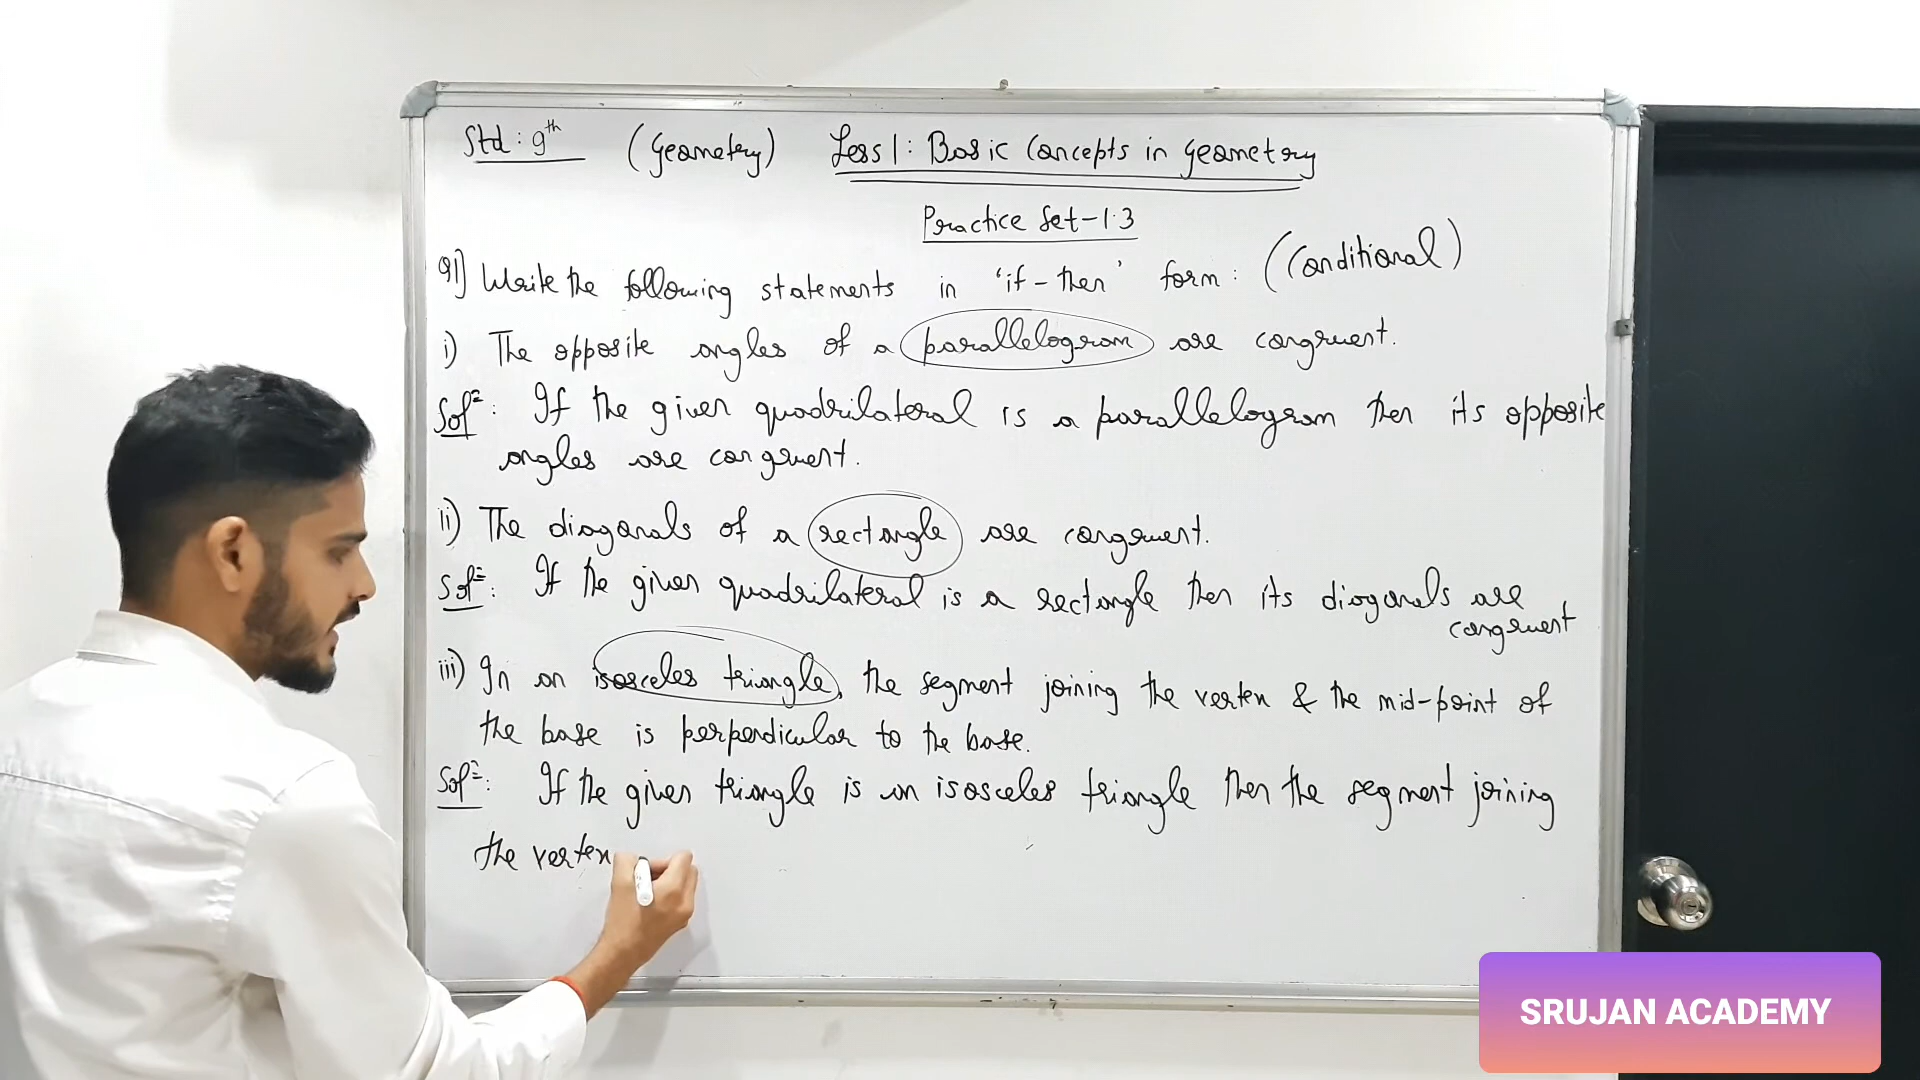 Std: 9th (Geometery) Less 1: Basic Concepts in Geometry
Practice Set-1.3
Q1] Write the following statements in 'if-then' form: (Conditional)
i) The opposite angles of a parallelogram are congruent.
Soln: If the given quadrilateral is a parallelogram then its opposite
angles are congruent.
ii) The diagonals of a rectangle are congruent.
Soln: If the given quadrilateral is a rectangle then its diagonals are
congruent
iii) In an isosceles triangle, the segment joining the vertex & the mid-point of
the base is perpendicular to the base.
Soln: If the given triangle is an isosceles triangle then the segment joining
the vertex
SRUJAN ACADEMY